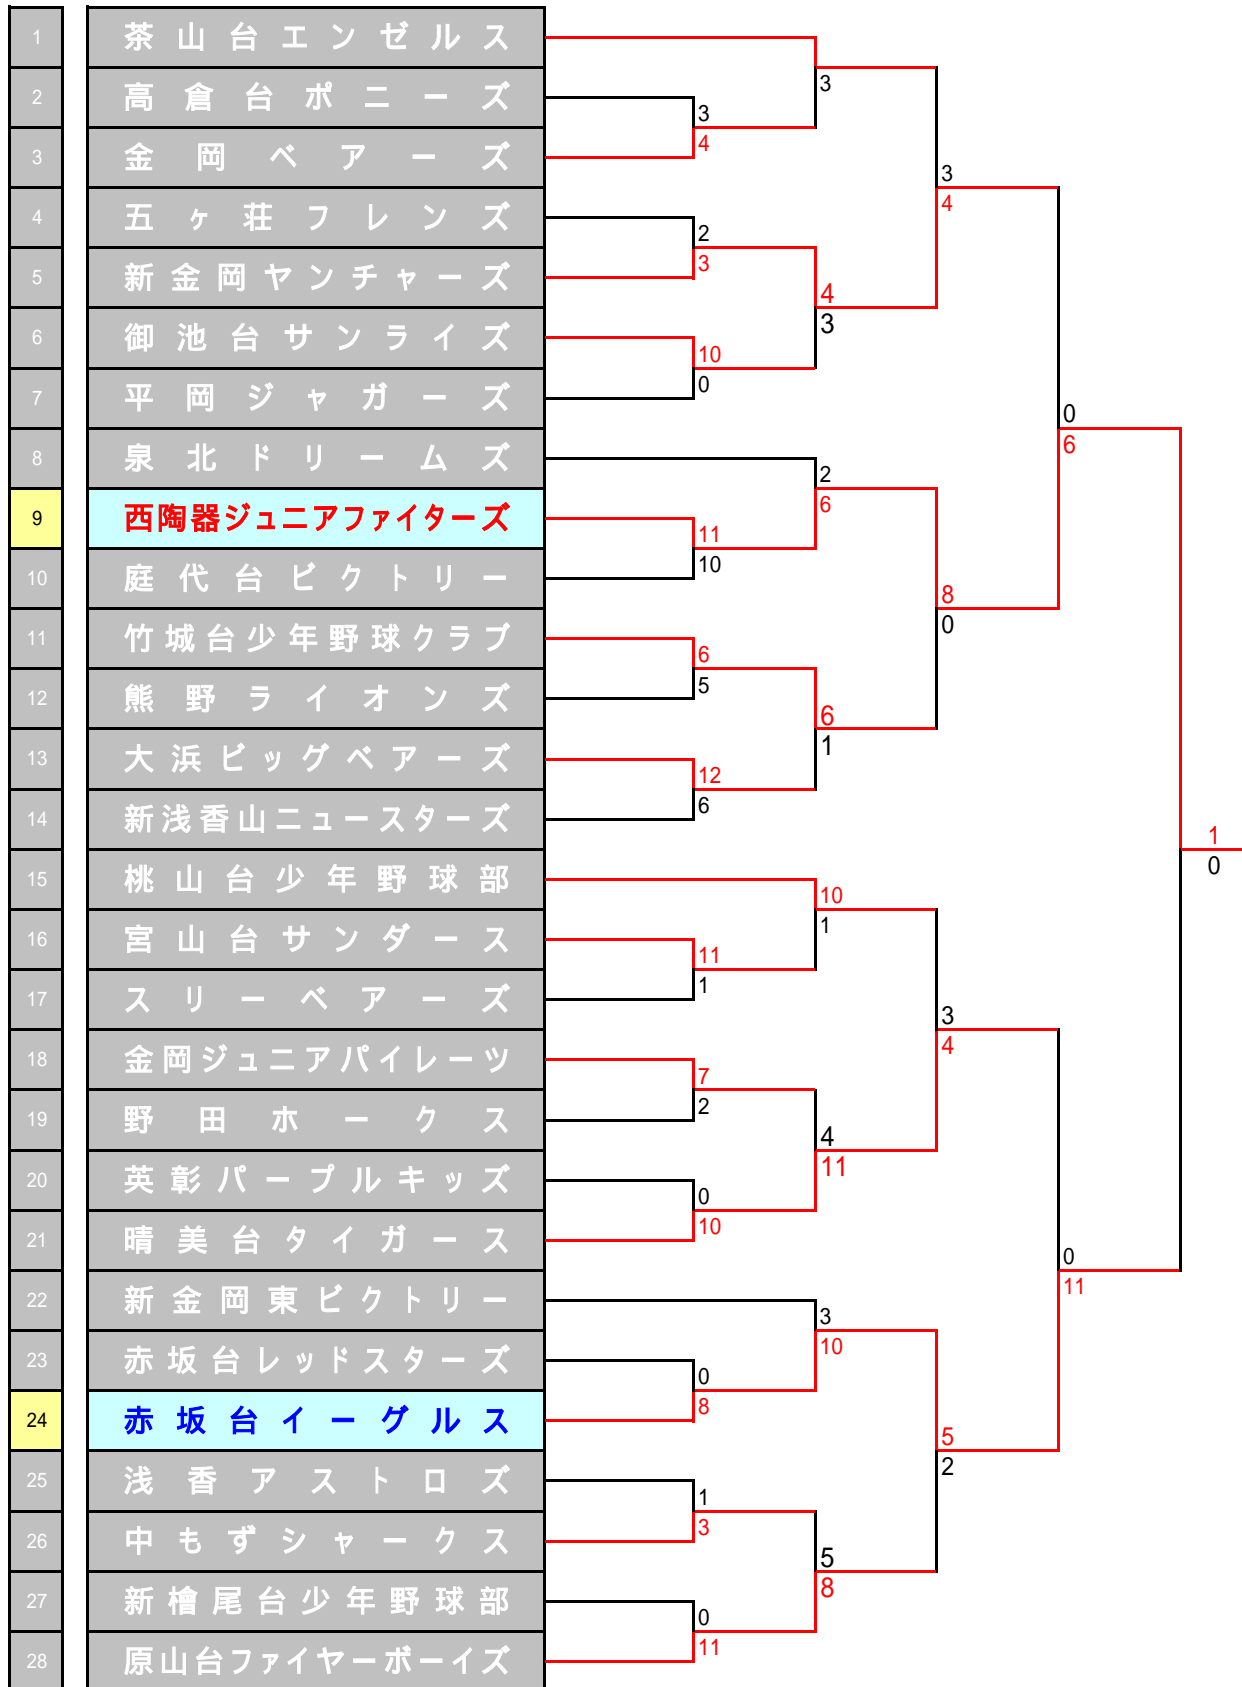 1 茶山台エンゼルス
2 高倉台ポニーズ
3 金岡ベアーズ
4 五ヶ荘フレンズ
5 新金岡ヤンチャーズ
6 御池台サンライズ
7 平岡ジャガーズ
8 泉北ドリームズ
9 西陶器ジュニアファイターズ
10 庭代台ビクトリー
11 竹城台少年野球クラブ
12 熊野ライオンズ
13 大浜ビッグベアーズ
14 新浅香山ニュースターズ
15 桃山台少年野球部
16 宮山台サンダース
17 スリーベアーズ
18 金岡ジュニアパイレーツ
19 野田ホークス
20 英彰パープルキッズ
21 晴美台タイガース
22 新金岡東ビクトリー
23 赤坂台レッドスターズ
24 赤坂台イーグルス
25 浅香アストロズ
26 中もずシャークス
27 新檜尾台少年野球部
28 原山台ファイヤーボーイズ
3
4
2
3
10
0
11
10
6
5
12
6
11
1
7
2
0
10
0
8
1
3
0
11
3
4
3
2
6
6
1
10
1
4
11
3
10
5
8
3
4
8
0
3
4
5
2
0
6
0
11
1
0